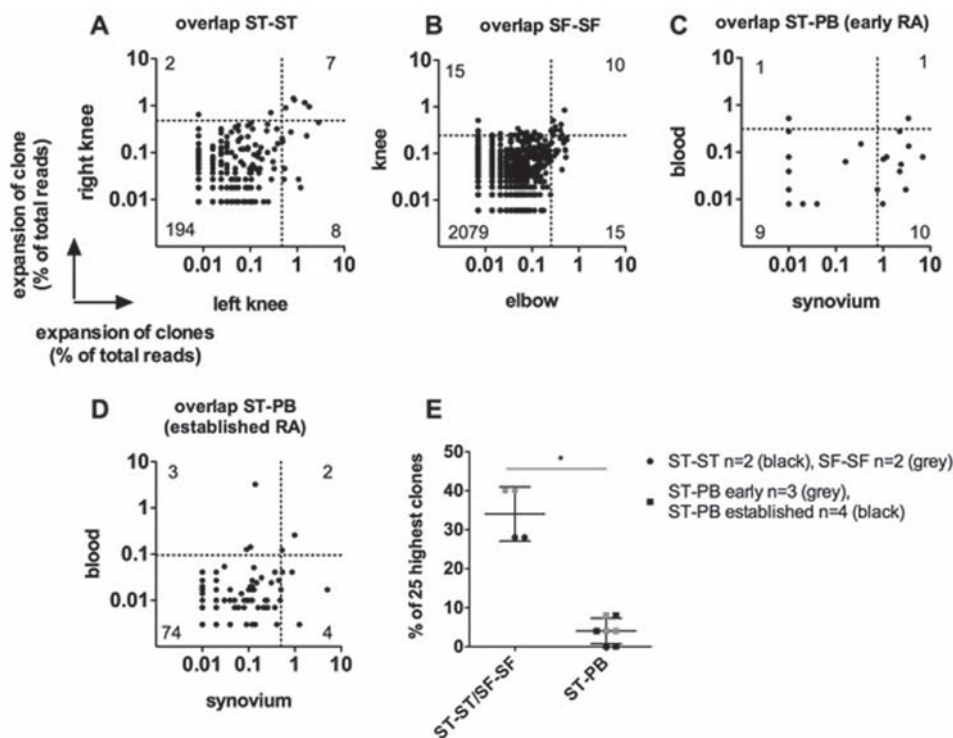 A overlap ST-ST
2 7
10
1
0.1
0.01
194 8
0.01 0.1 1 10
right knee
left knee
expansion of clone
(% of total reads)
expansion of clones
(% of total reads)
B overlap SF-SF
15 10
10
1
0.1
0.01
2079 15
0.01 0.1 1 10
knee
elbow
C overlap ST-PB (early RA)
1 1
10
1
0.1
0.01
9 10
0.01 0.1 1 10
blood
synovium
D overlap ST-PB
(established RA)
3 2
10
1
0.1
0.01
74 4
0.01 0.1 1 10
blood
synovium
E
50
40
30
20
10
0
% of 25 highest clones
*
ST-ST/SF-SF
ST-PB
ST-ST n=2 (black), SF-SF n=2 (grey)
ST-PB early n=3 (grey),
ST-PB established n=4 (black)